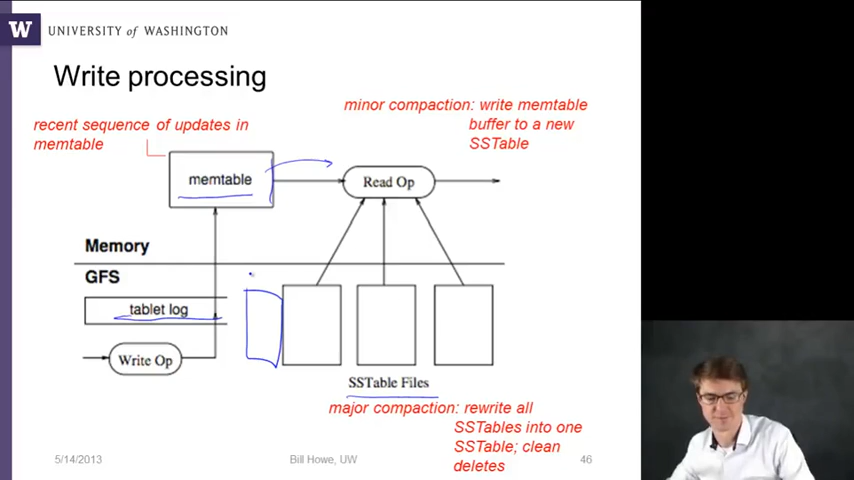 W UNIVERSITY of WASHINGTON
Write processing
minor compaction: write memtable
buffer to a new
SSTable
recent sequence of updates in
memtable
memtable
Read Op
Memory
GFS
tablet log
Write Op
SSTable Files
major compaction: rewrite all
SSTables into one
SSTable; clean
deletes
5/14/2013
Bill Howe, UW
46